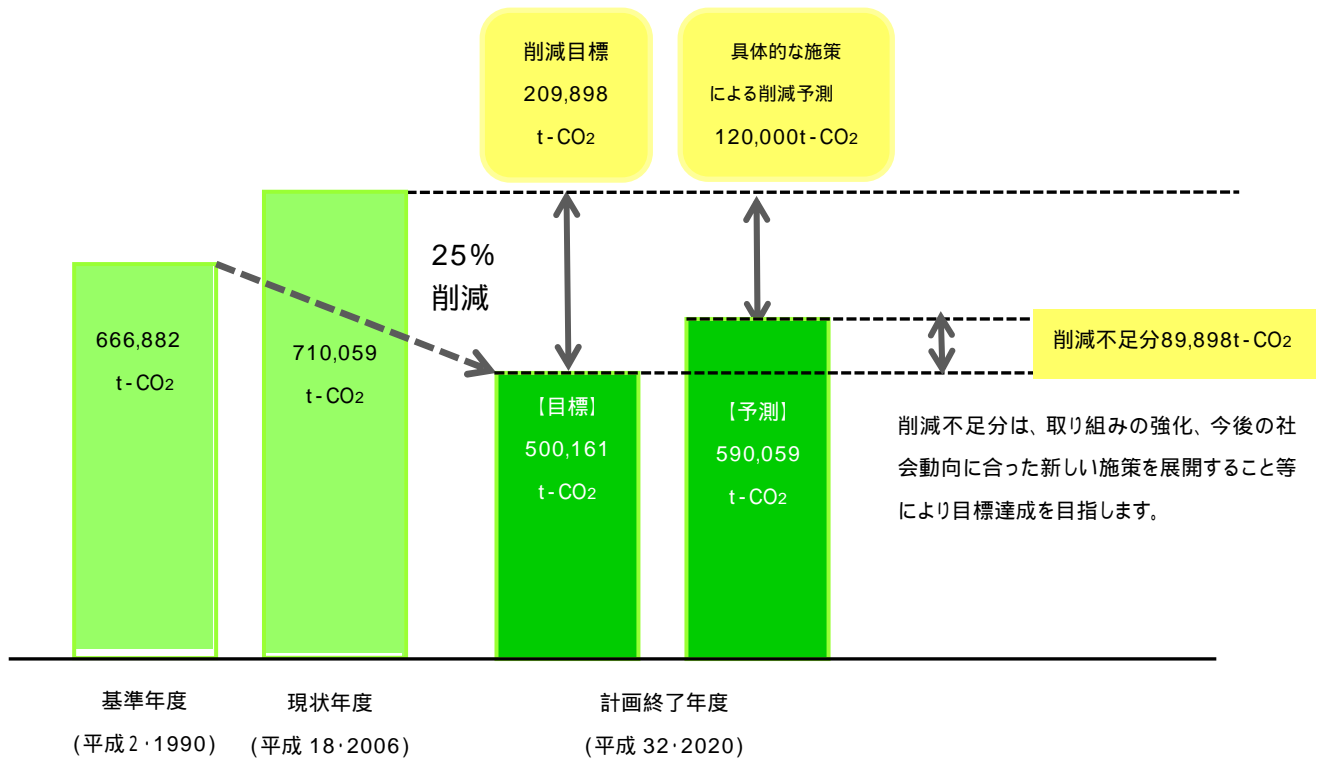 削減目標
209,898
t-CO2
具体的な施策
による削減予測
120,000t-CO2
25%
削減
666,882
t-CO2
710,059
t-CO2
【目標】
500,161
t-CO2
【予測】
590,059
t-CO2
削減不足分89,898t-CO2
削減不足分は、取り組みの強化、今後の社
会動向に合った新しい施策を展開すること等
により目標達成を目指します。
基準年度
(平成2・1990)
現状年度
(平成18・2006)
計画終了年度
(平成32・2020)